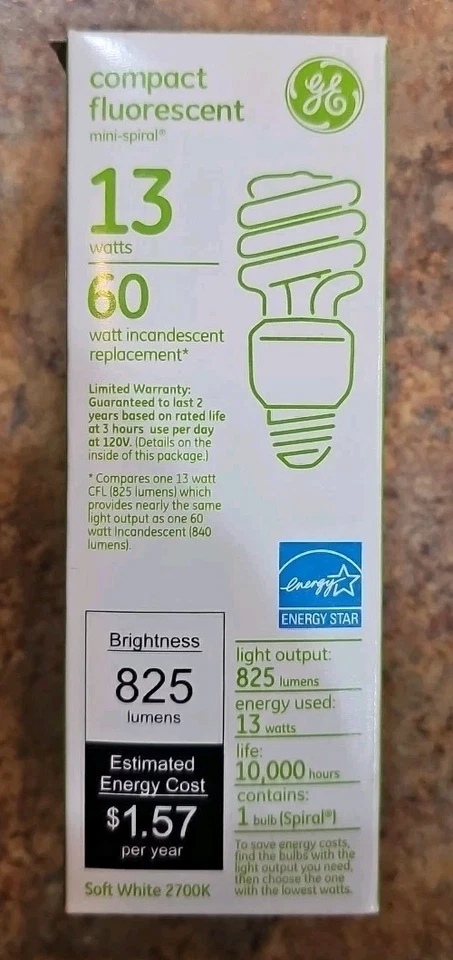 compact
fluorescent
mini-spiral®
GE
13
watts
60
watt incandescent
replacement*
Limited Warranty:
Guaranteed to last 2
years based on rated life
at 3 hours use per day
at 120V. (Details on the
inside of this package.)
* Compares one 13 watt
CFL (825 lumens) which
provides nearly the same
light output as one 60
watt Incandescent (840
lumens).
energy
ENERGY STAR
Brightness
825
lumens
Estimated
Energy Cost
$1.57
per year
Soft White 2700K
light output:
825 lumens
energy used:
13 watts
life:
10,000 hours
contains:
1 bulb (Spiral®)
To save energy costs,
find the bulbs with the
light output you need,
then choose the one
with the lowest watts.